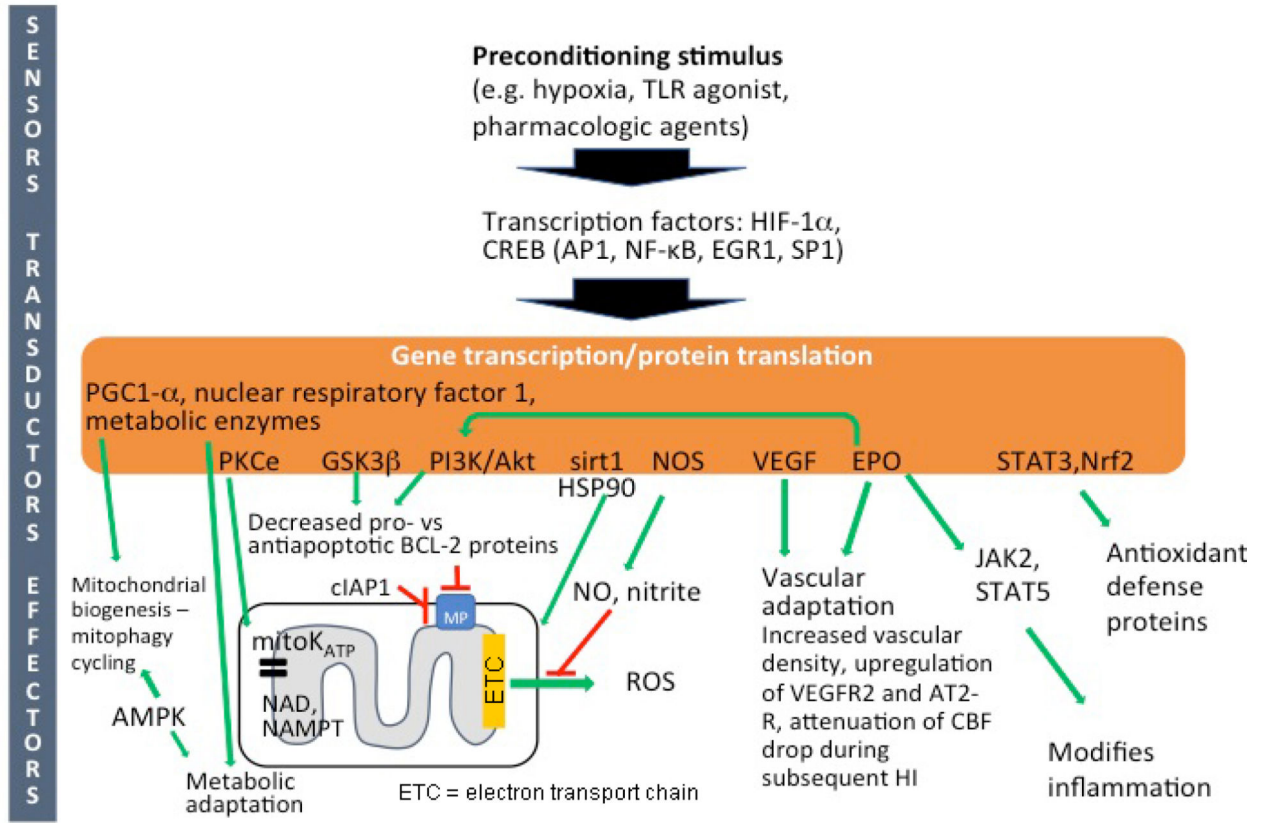 SENSORS TRANSDUCTORS EFFECTORS
Preconditioning stimulus
(e.g. hypoxia, TLR agonist,
pharmacologic agents)
Transcription factors: HIF-1α,
CREB (AP1, NF-κB, EGR1, SP1)
Gene transcription/protein translation
PGC1-α, nuclear respiratory factor 1,
metabolic enzymes
PKCe GSK3β PI3K/Akt sirt1 NOS VEGF EPO STAT3,Nrf2
HSP90
Decreased pro- vs
antiapoptotic BCL-2 proteins
Mitochondrial
biogenesis –
mitophagy
cycling
AMPK
Metabolic
adaptation
cIAP1
MP
mitoKATP
NAD,
NAMPT
ETC
NO, nitrite
ROS
ETC = electron transport chain
Vascular
adaptation
Increased vascular
density, upregulation
of VEGFR2 and AT2-
R, attenuation of CBF
drop during
subsequent HI
JAK2,
STAT5
Modifies
inflammation
Antioxidant
defense
proteins